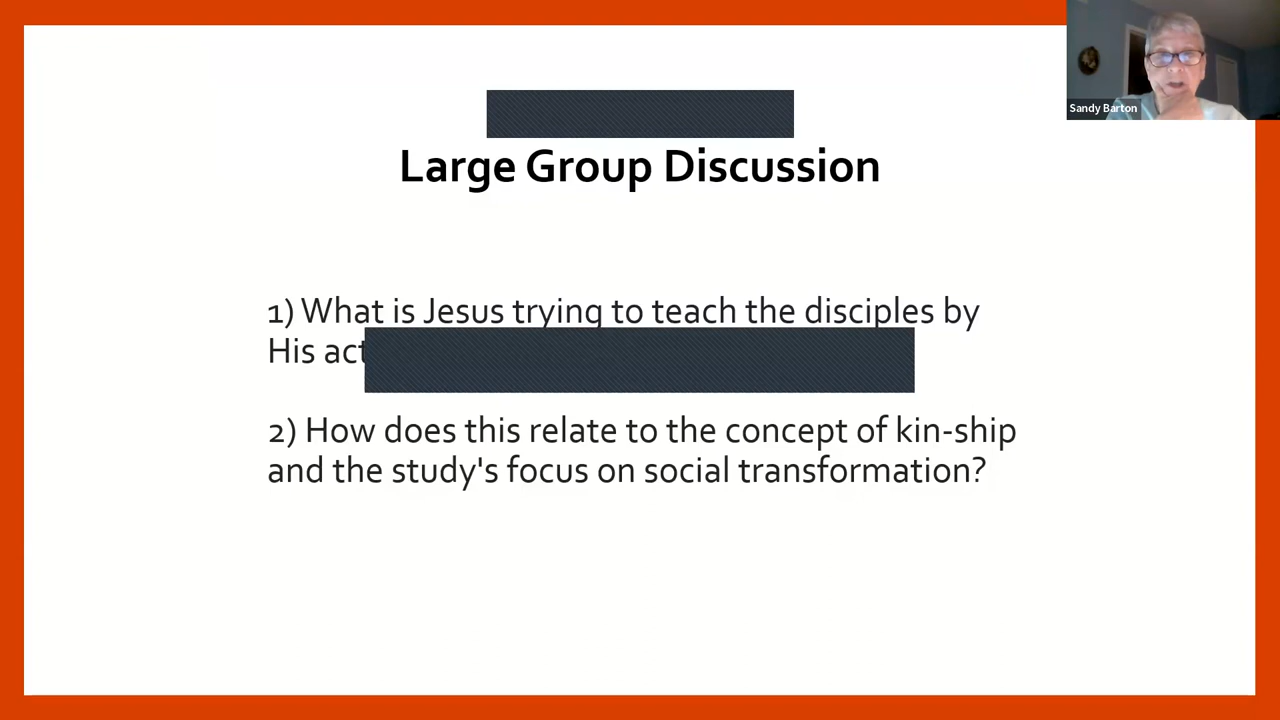 Sandy Barton
Large Group Discussion
1) What is Jesus trying to teach the disciples by
His
2) How does this relate to the concept of kin-ship
and the study's focus on social transformation?